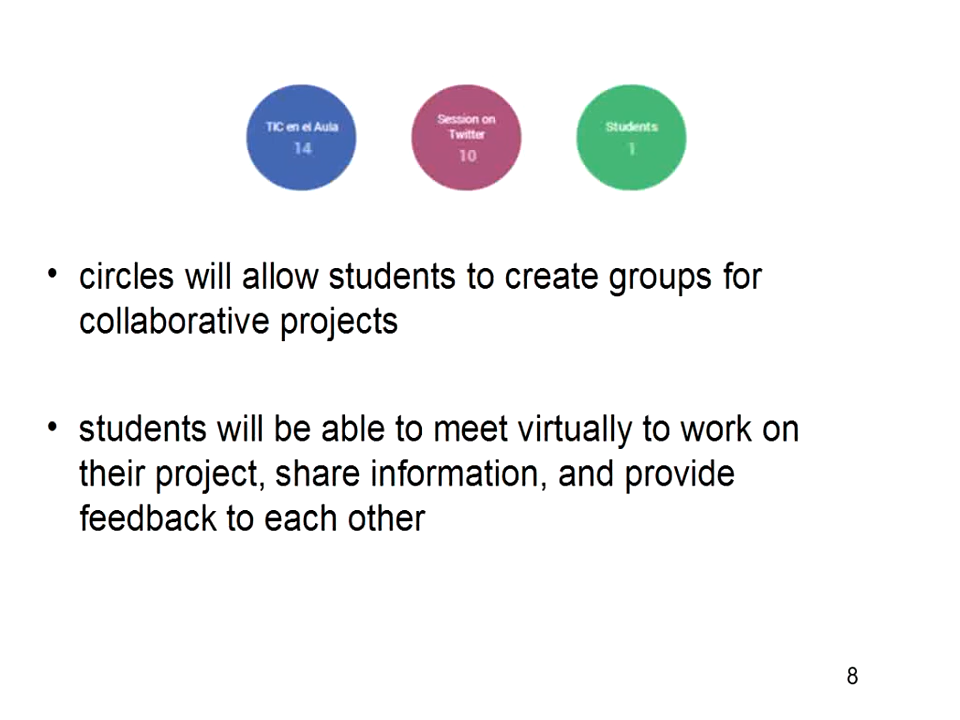 TIC en el Aula
14
Session on
Twitter
10
Students
1
• circles will allow students to create groups for
collaborative projects
• students will be able to meet virtually to work on
their project, share information, and provide
feedback to each other
8